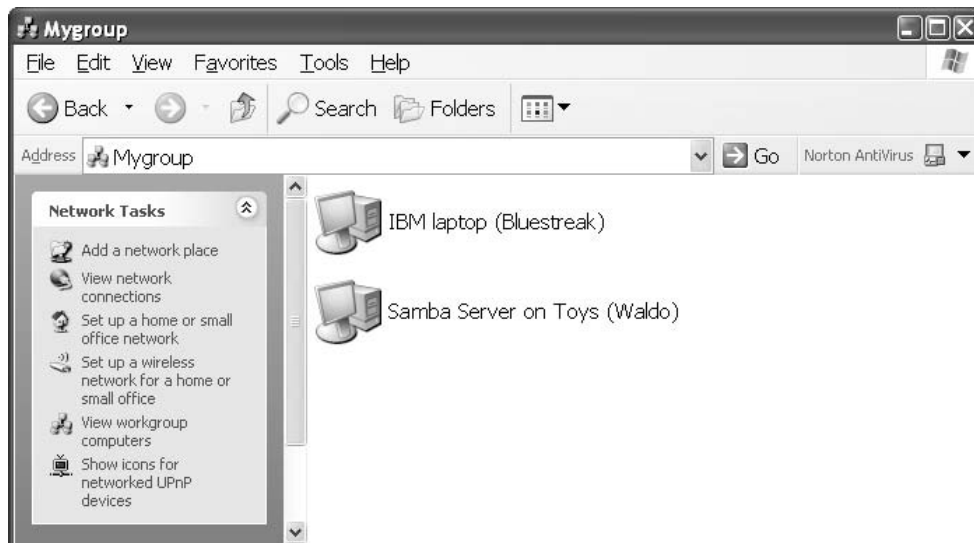 Mygroup
File Edit View Favorites Tools Help
Back Search Folders
Address Mygroup Go Norton AntiVirus
Network Tasks
Add a network place
View network
connections
Set up a home or small
office network
Set up a wireless
network for a home or
small office
View workgroup
computers
Show icons for
networked UPnP
devices
IBM laptop (Bluestreak)
Samba Server on Toys (Waldo)